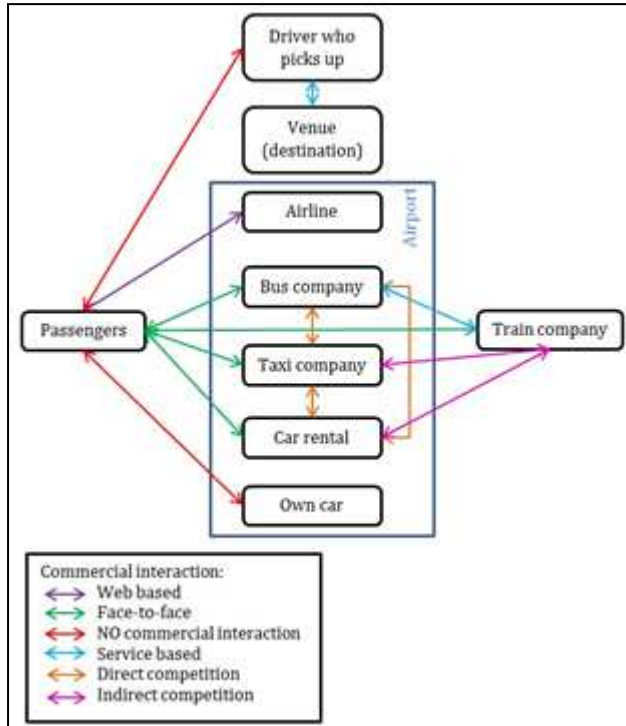 Driver who
picks up
Venue
(destination)
Airport
Airline
Bus company
Passengers
Train company
Taxi company
Car rental
Own car
Commercial interaction:
Web based
Face-to-face
NO commercial interaction
Service based
Direct competition
Indirect competition